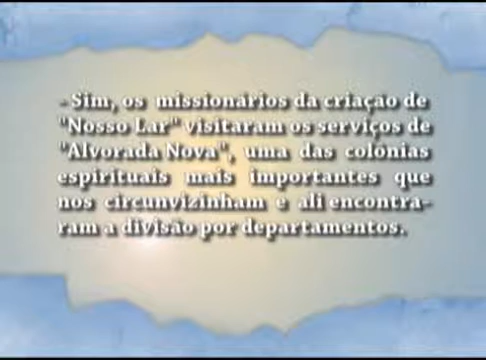 - Sim, os missionários da criação de
"Nosso Lar" visitaram os serviços de
"Alvorada Nova", uma das colônias
espirituais mais importantes que
nos circunvizinham e ali encontra-
ram a divisão por departamentos.